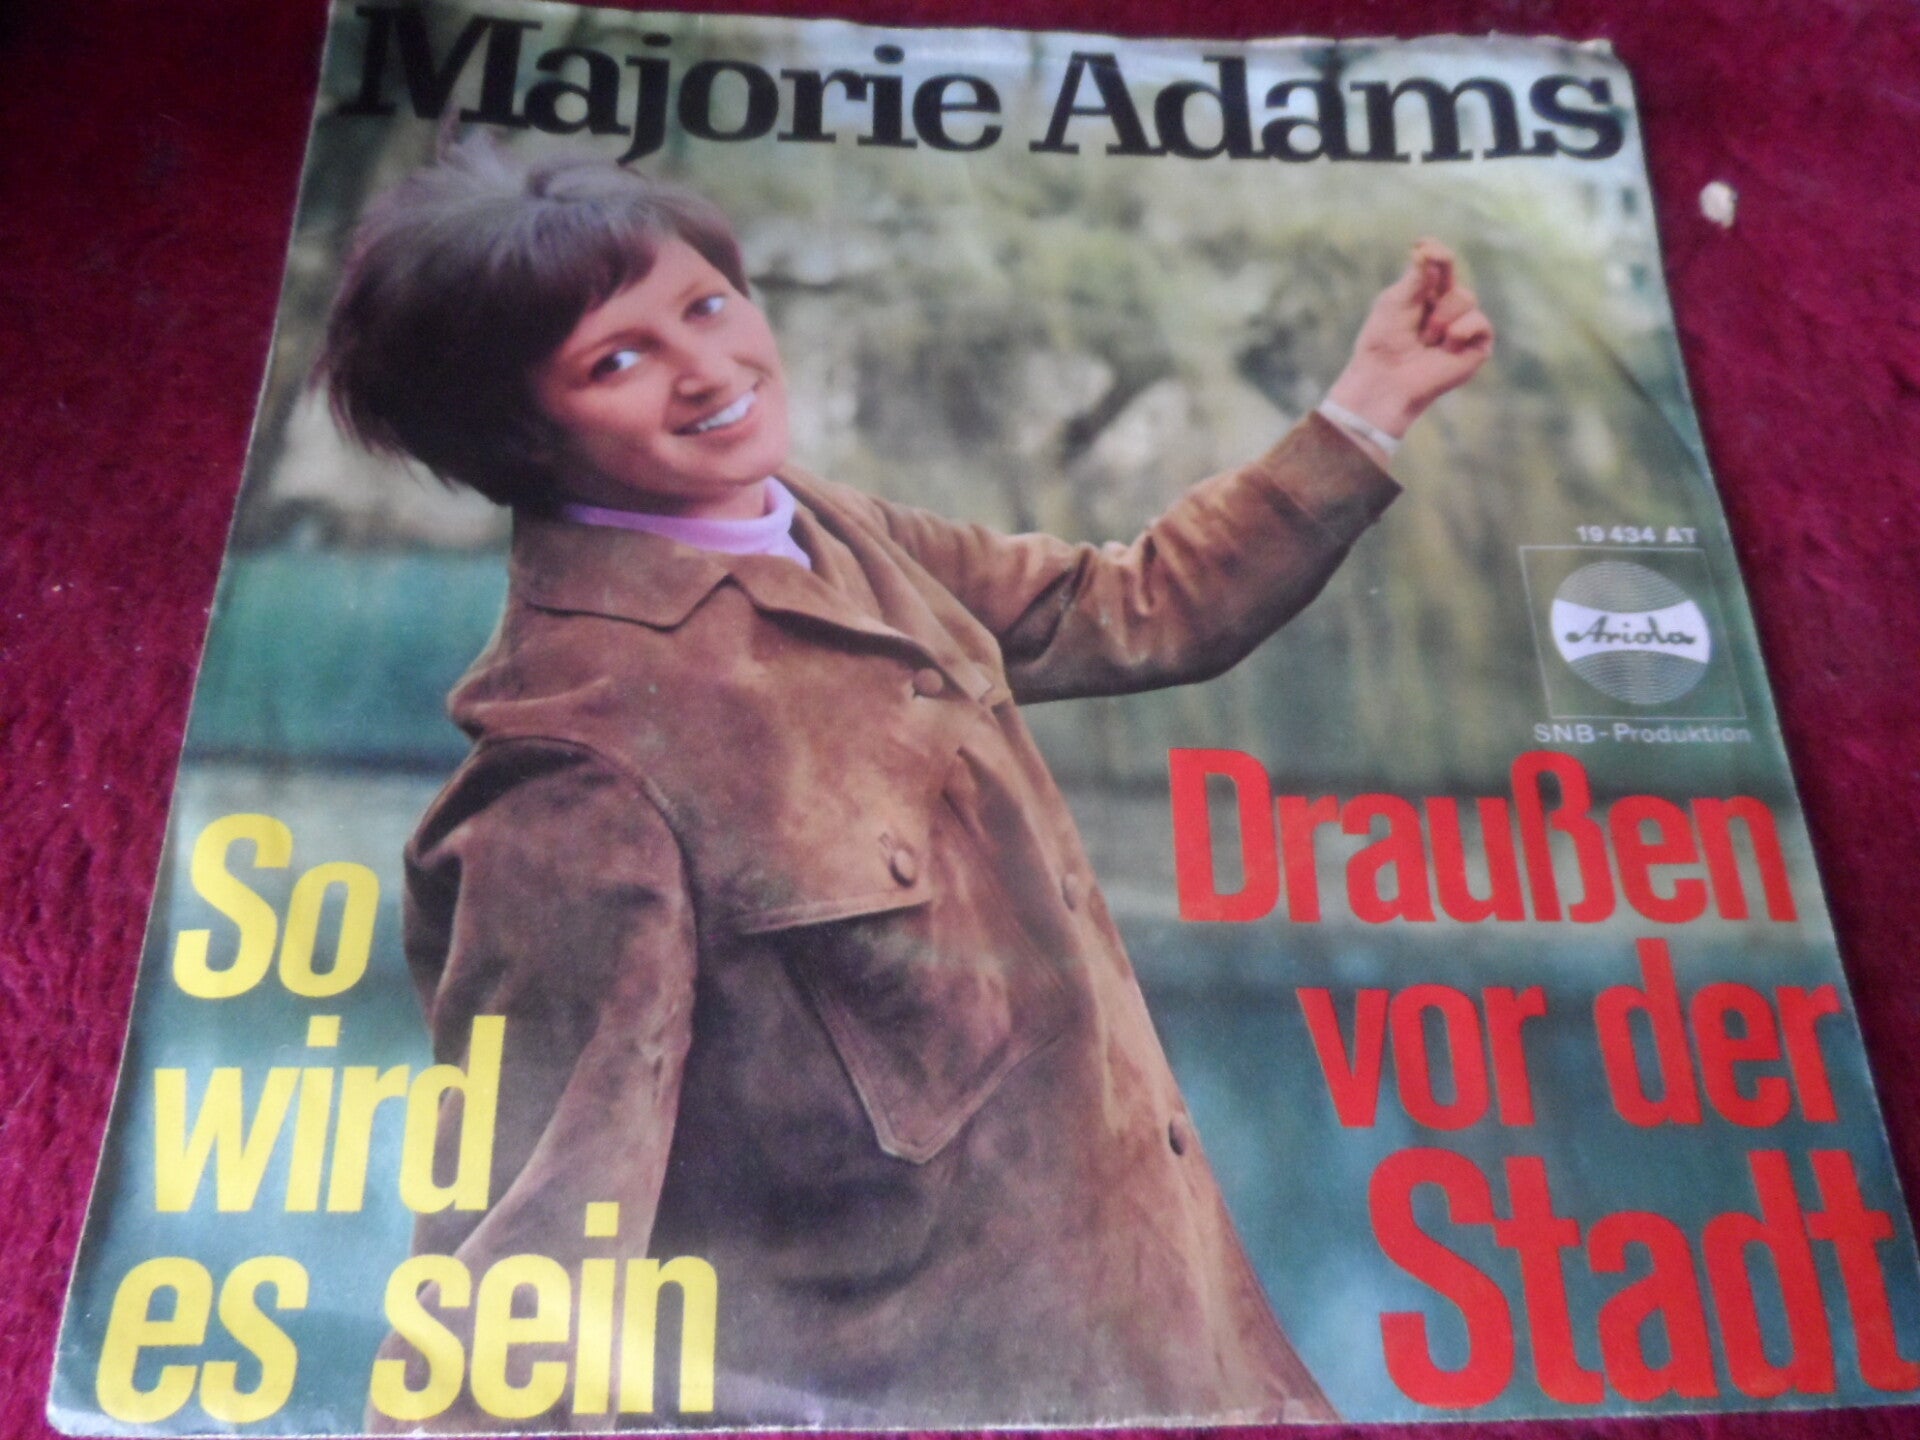 Majorie Adams
19 434 AT
Ariola
SNB-Produktion
So
wird
es sein
Draußen
vor der
Stadt